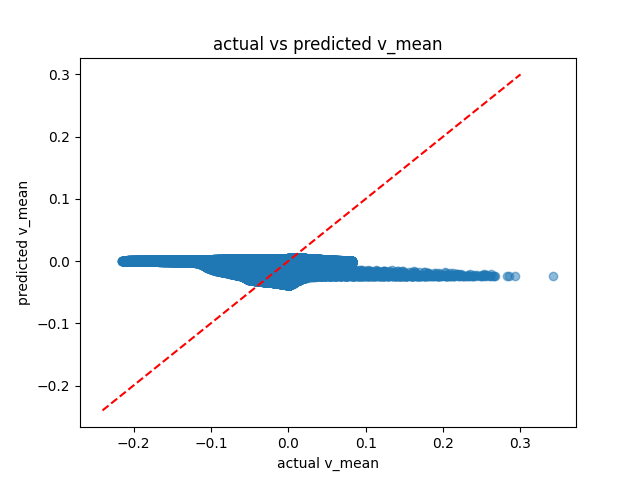 actual vs predicted v_mean
0.3
0.2
0.1
0.0
−0.1
−0.2
predicted v_mean
−0.2 −0.1 0.0 0.1 0.2 0.3
actual v_mean